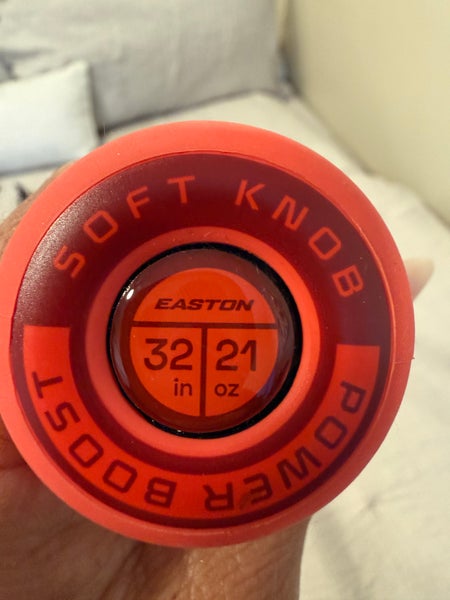 SOFT KNOB
EASTON
32 21
in oz
POWER BOOST